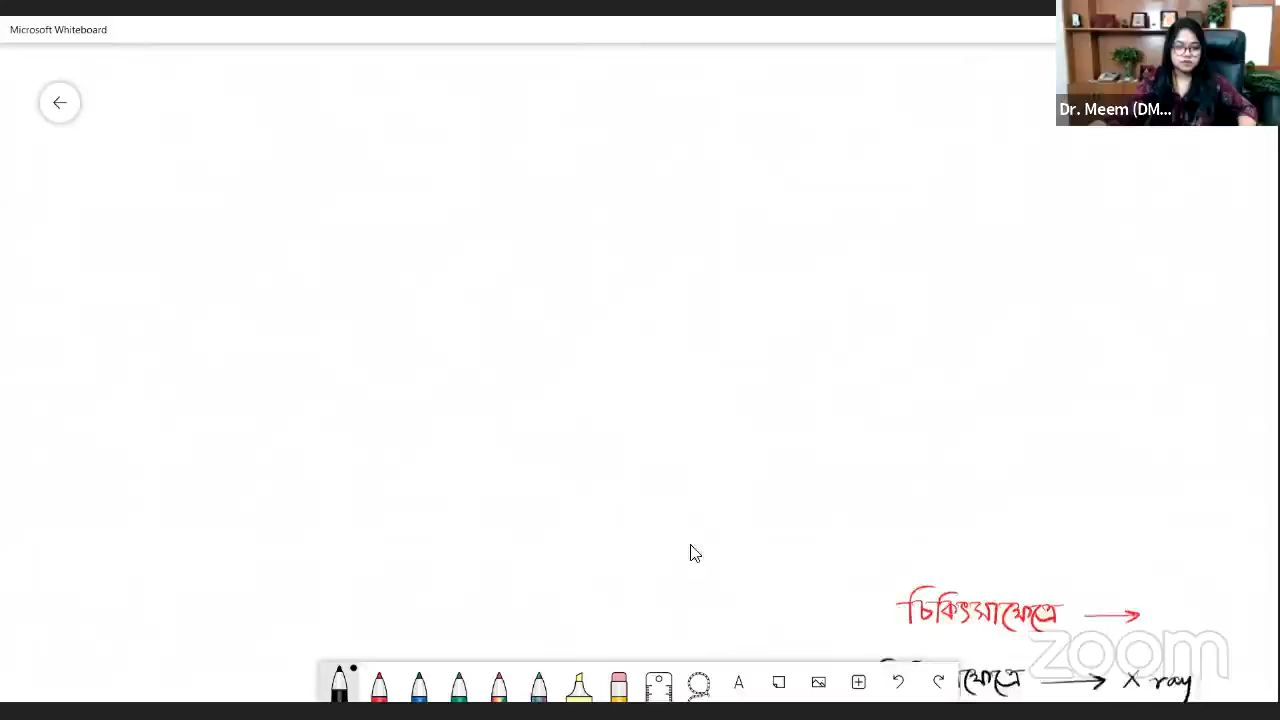 Microsoft Whiteboard
Dr. Meem (DM...
চিকিৎসাক্ষেত্রে →
zoom
→ X ray